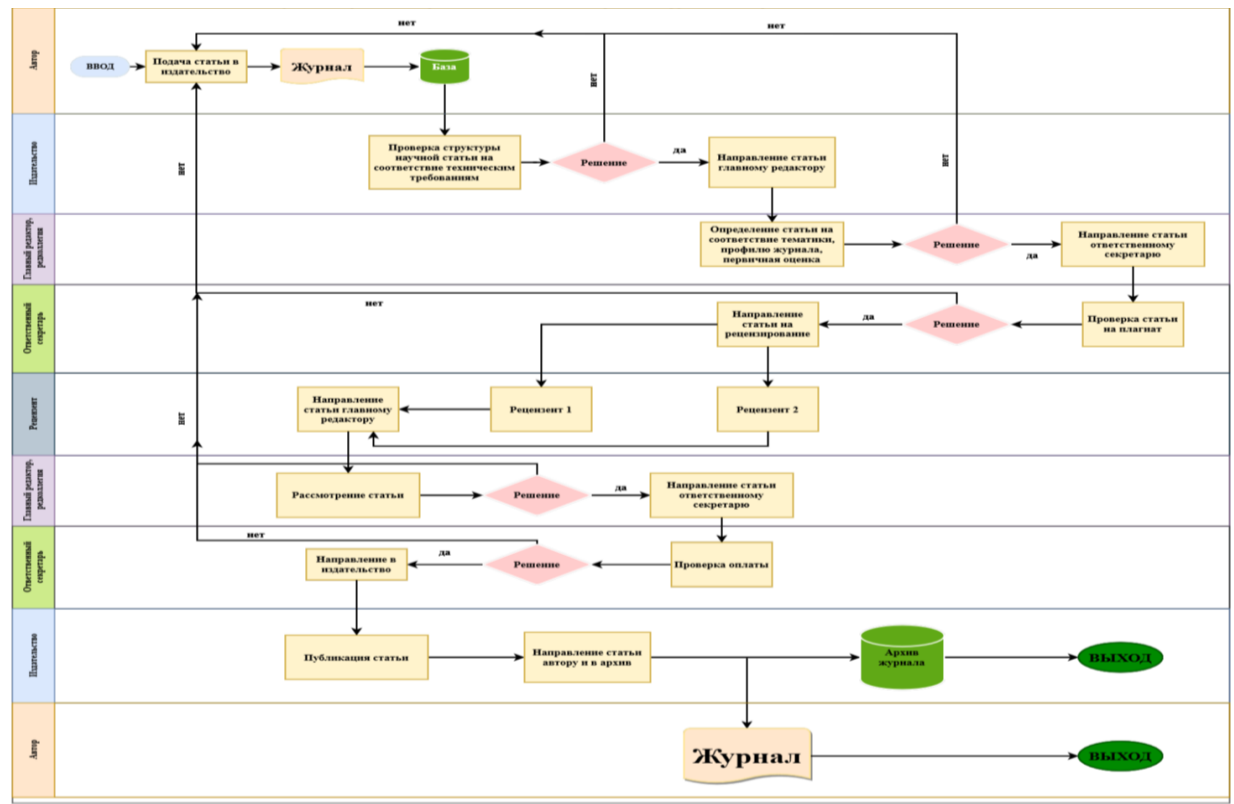 Автор
нет
нет
ВВОД
Подача статьи в
издательство
Журнал
База
нет
Издательство
Проверка структуры
научной статьи на
соответствие техническим
требованиям
Решение
да
Направление статьи
главному редактору
нет
нет
Главный редактор,
редколлегия
Определение статьи на
соответствие тематики,
профилю журнала,
первичная оценка
Решение
да
Направление статьи
ответственному
секретарю
Ответственный
секретарь
нет
Направление
статьи на
рецензирование
да
Решение
Проверка статьи
на плагиат
Рецензент
нет
Направление
статьи главному
редактору
Рецензент 1
Рецензент 2
Главный редактор,
редколлегия
Рассмотрение статьи
Решение
да
Направление статьи
ответственному
секретарю
Ответственный
секретарь
нет
Направление в
издательство
да
Решение
Проверка оплаты
Издательство
Публикация статьи
Направление статьи
автору и в архив
Архив
журнала
ВЫХОД
Автор
Журнал
ВЫХОД